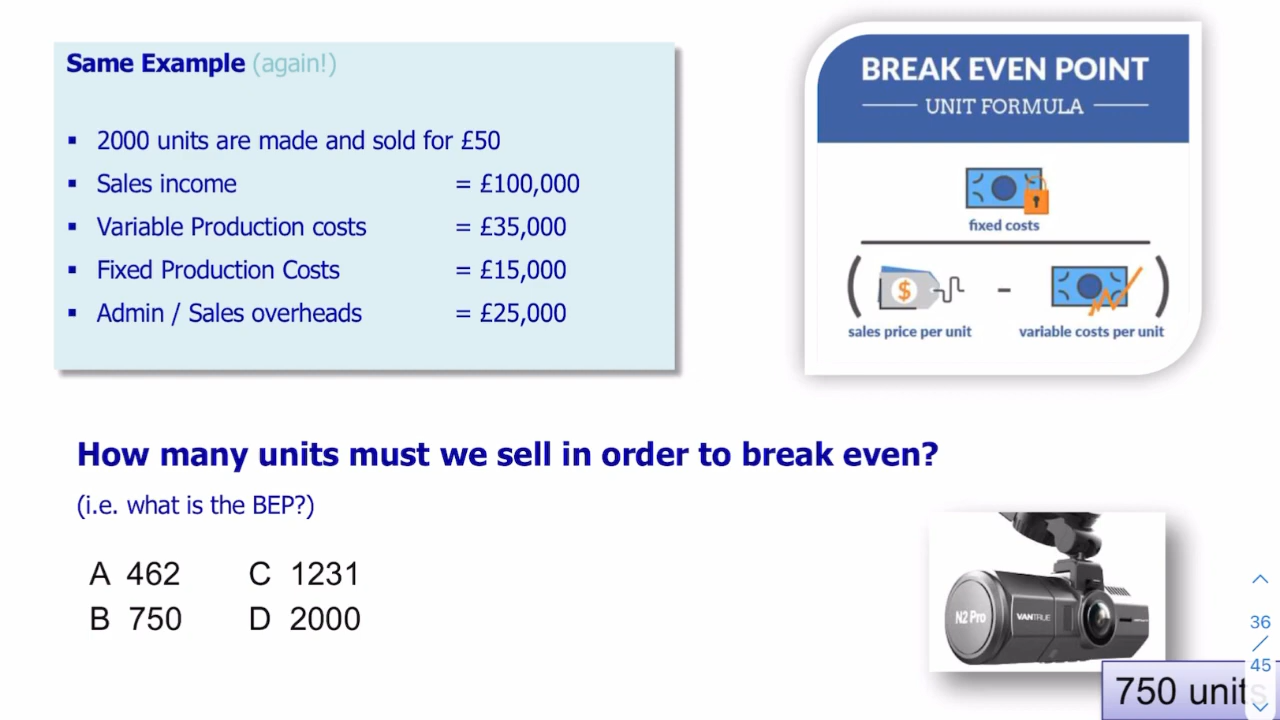 Same Example (again!)
▪ 2000 units are made and sold for £50
▪ Sales income = £100,000
▪ Variable Production costs = £35,000
▪ Fixed Production Costs = £15,000
▪ Admin / Sales overheads = £25,000
BREAK EVEN POINT
UNIT FORMULA
fixed costs
( $ - )
sales price per unit variable costs per unit
How many units must we sell in order to break even?
(i.e. what is the BEP?)
A 462 C 1231
B 750 D 2000
N2 Pro VANTRUE
36
/
45
750 units